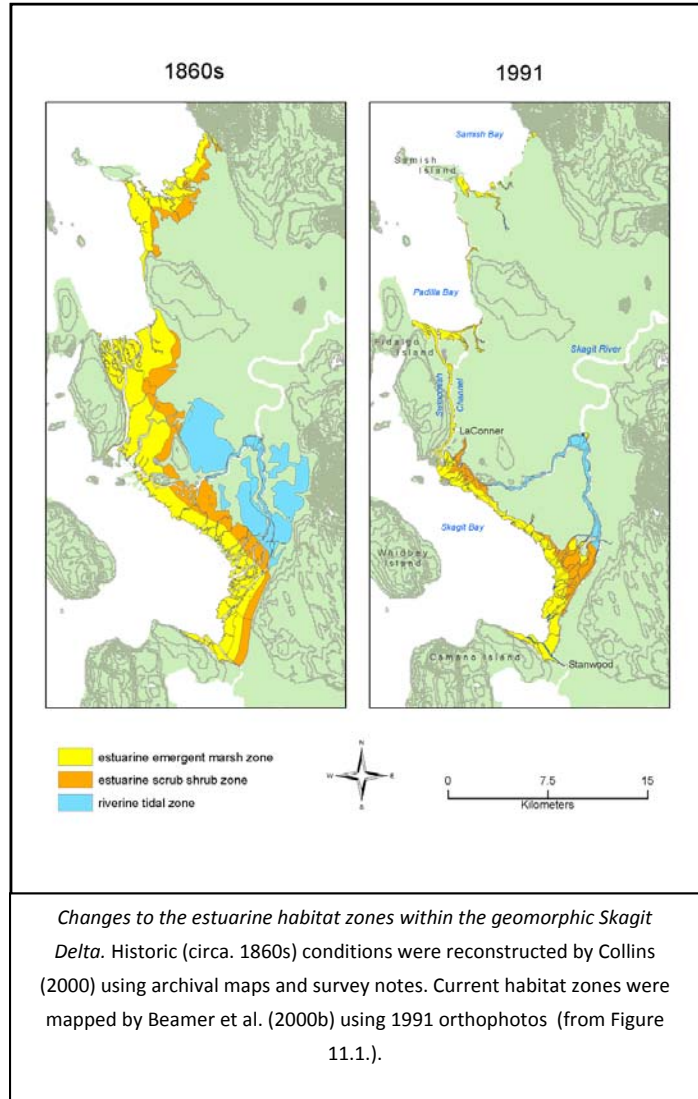 1860s
1991
Samish Bay
Samish
Island
Padilla Bay
Fidalgo
Island
Skagit River
Swinomish
Channel
LaConner
Skagit Bay
Whidbey
Island
Camano Island
Stanwood
estuarine emergent marsh zone
estuarine scrub shrub zone
riverine tidal zone
N
W
E
S
0
7.5
15
Kilometers
Changes to the estuarine habitat zones within the geomorphic Skagit
Delta. Historic (circa. 1860s) conditions were reconstructed by Collins
(2000) using archival maps and survey notes. Current habitat zones were
mapped by Beamer et al. (2000b) using 1991 orthophotos (from Figure
11.1.).